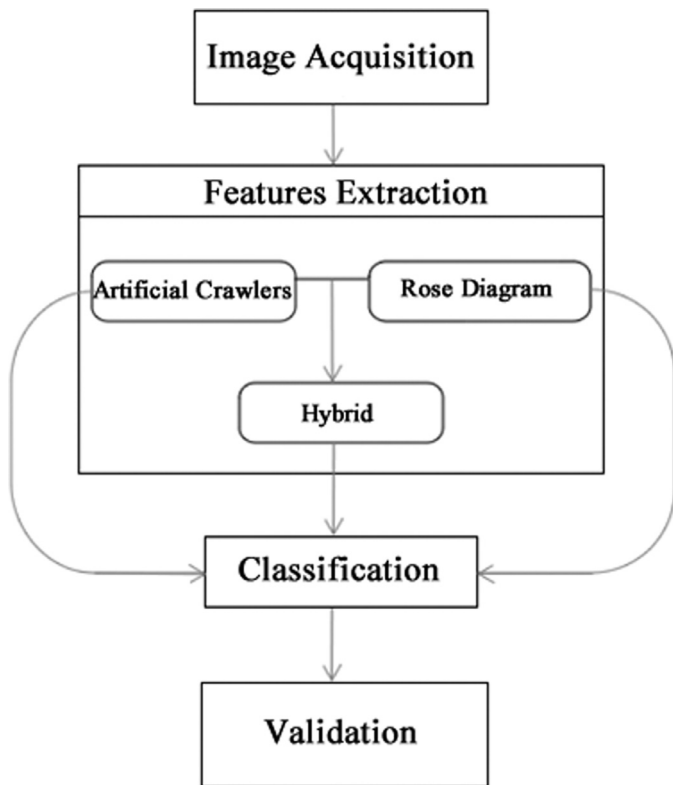 Image Acquisition
Features Extraction
Artificial Crawlers
Rose Diagram
Hybrid
Classification
Validation